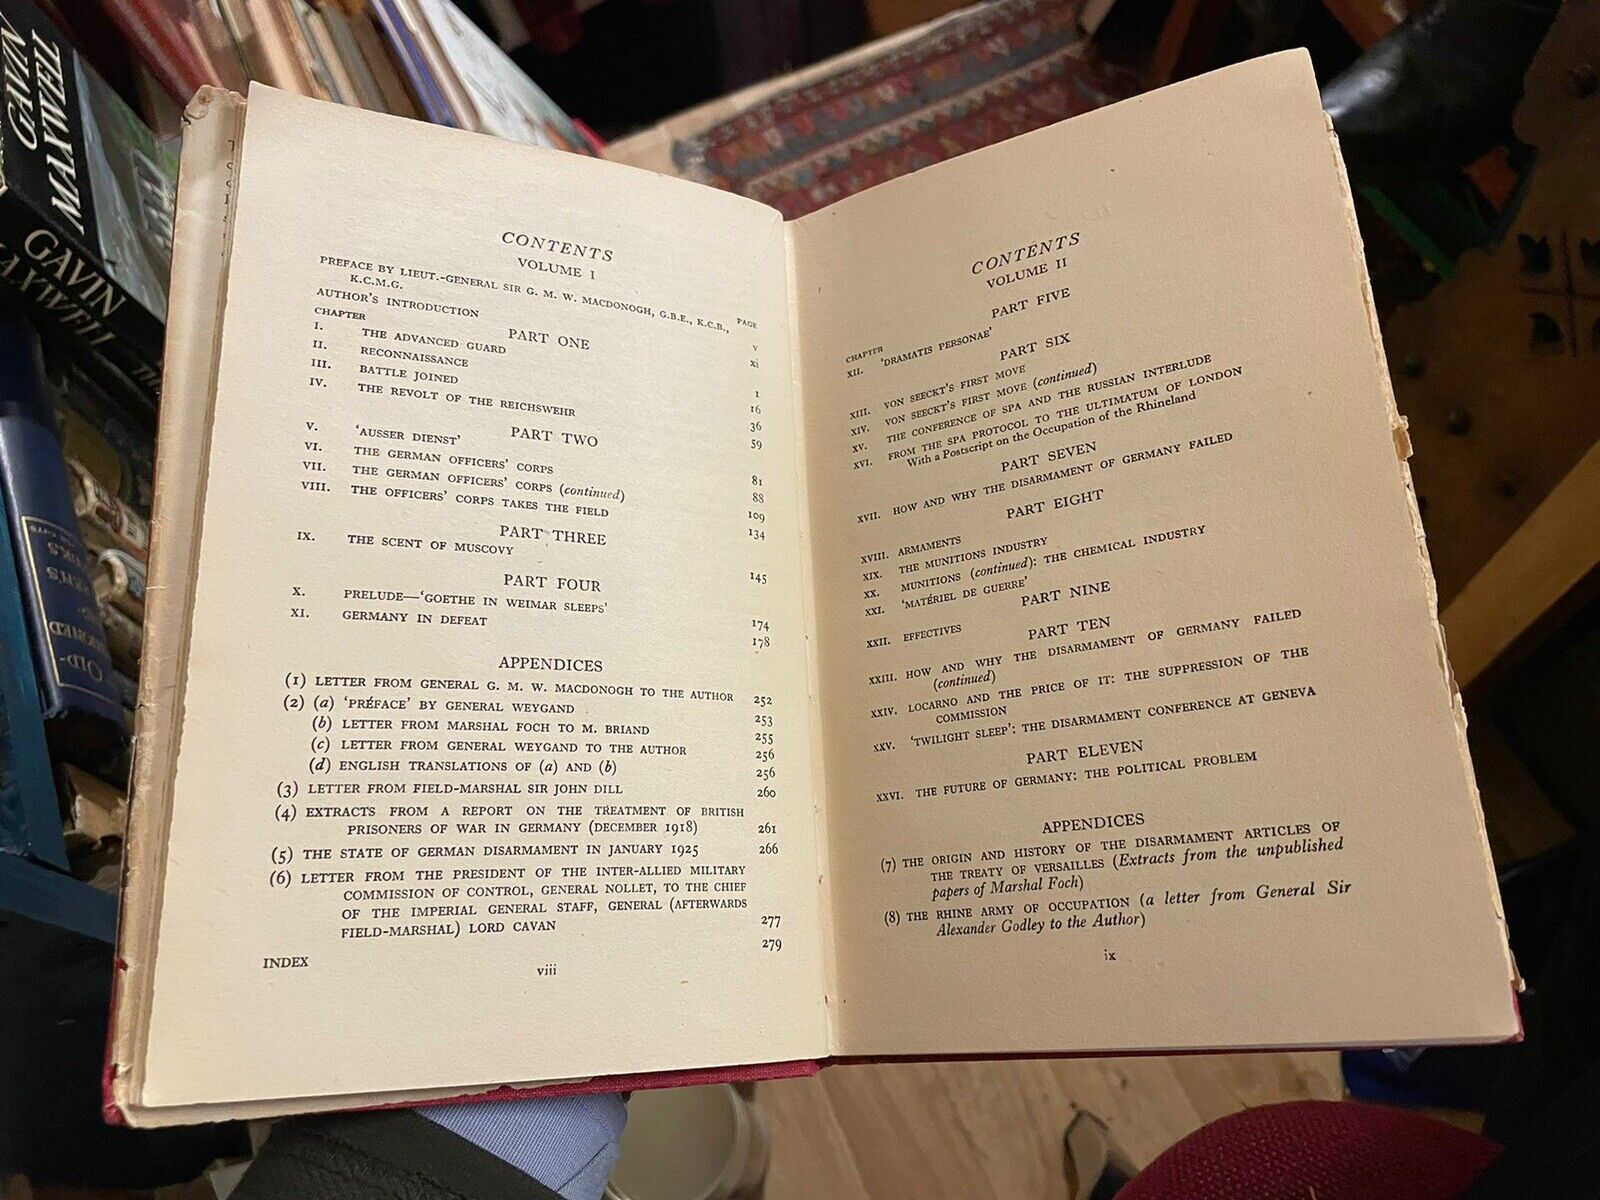 GAVIN
MAXWELL
GAVIN
MAXWELL
OLD-
CONTENTS
VOLUME I
PAGE
PREFACE BY LIEUT.-GENERAL SIR G. M. W. MACDONOGH, G.B.E., K.C.B.,
K.C.M.G. v
AUTHOR'S INTRODUCTION xi
PART ONE
CHAPTER
I. THE ADVANCED GUARD 1
II. RECONNAISSANCE 16
III. BATTLE JOINED 36
IV. THE REVOLT OF THE REICHSWEHR 59
PART TWO
V. 'AUSSER DIENST' 81
VI. THE GERMAN OFFICERS' CORPS 88
VII. THE GERMAN OFFICERS' CORPS (continued) 109
VIII. THE OFFICERS' CORPS TAKES THE FIELD 134
PART THREE
IX. THE SCENT OF MUSCOVY 145
PART FOUR
X. PRELUDE—'GOETHE IN WEIMAR SLEEPS' 174
XI. GERMANY IN DEFEAT 178
APPENDICES
(1) LETTER FROM GENERAL G. M. W. MACDONOGH TO THE AUTHOR 252
(2) (a) 'PRÉFACE' BY GENERAL WEYGAND 253
(b) LETTER FROM MARSHAL FOCH TO M. BRIAND 255
(c) LETTER FROM GENERAL WEYGAND TO THE AUTHOR 256
(d) ENGLISH TRANSLATIONS OF (a) AND (b) 256
(3) LETTER FROM FIELD-MARSHAL SIR JOHN DILL 260
(4) EXTRACTS FROM A REPORT ON THE TREATMENT OF BRITISH
PRISONERS OF WAR IN GERMANY (DECEMBER 1918) 261
(5) THE STATE OF GERMAN DISARMAMENT IN JANUARY 1925 266
(6) LETTER FROM THE PRESIDENT OF THE INTER-ALLIED MILITARY
COMMISSION OF CONTROL, GENERAL NOLLET, TO THE CHIEF
OF THE IMPERIAL GENERAL STAFF, GENERAL (AFTERWARDS
FIELD-MARSHAL) LORD CAVAN 277
INDEX 279
viii
CONTENTS
VOLUME II
PART FIVE
CHAPTER
XII. 'DRAMATIS PERSONAE'
PART SIX
XIII. VON SEECKT'S FIRST MOVE
XIV. VON SEECKT'S FIRST MOVE (continued)
XV. THE CONFERENCE OF SPA AND THE RUSSIAN INTERLUDE
XVI. FROM THE SPA PROTOCOL TO THE ULTIMATUM OF LONDON
With a Postscript on the Occupation of the Rhineland
PART SEVEN
XVII. HOW AND WHY THE DISARMAMENT OF GERMANY FAILED
PART EIGHT
XVIII. ARMAMENTS
XIX. THE MUNITIONS INDUSTRY
XX. MUNITIONS (continued): THE CHEMICAL INDUSTRY
XXI. 'MATÉRIEL DE GUERRE'
PART NINE
XXII. EFFECTIVES
PART TEN
XXIII. HOW AND WHY THE DISARMAMENT OF GERMANY FAILED
(continued)
XXIV. LOCARNO AND THE PRICE OF IT: THE SUPPRESSION OF THE
COMMISSION
XXV. 'TWILIGHT SLEEP': THE DISARMAMENT CONFERENCE AT GENEVA
PART ELEVEN
XXVI. THE FUTURE OF GERMANY: THE POLITICAL PROBLEM
APPENDICES
(7) THE ORIGIN AND HISTORY OF THE DISARMAMENT ARTICLES OF
THE TREATY OF VERSAILLES (Extracts from the unpublished
papers of Marshal Foch)
(8) THE RHINE ARMY OF OCCUPATION (a letter from General Sir
Alexander Godley to the Author)
ix